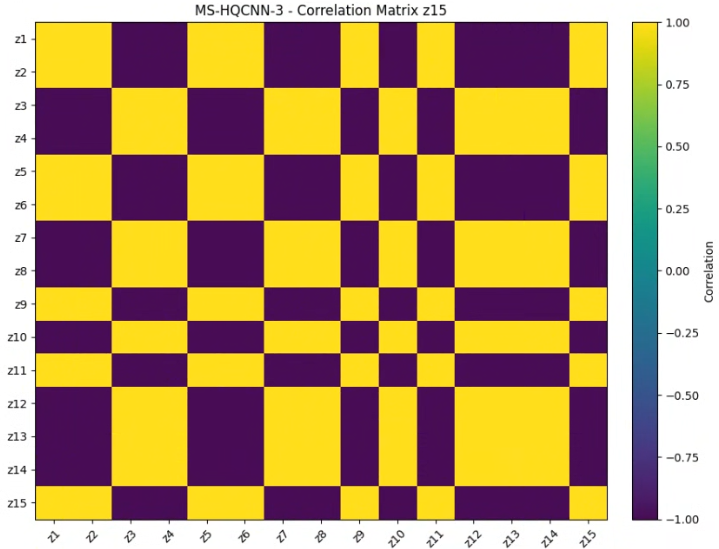 MS-HQCNN-3 - Correlation Matrix z15
z1
z2
z3
z4
z5
z6
z7
z8
z9
z10
z11
z12
z13
z14
z15
z1 z2 z3 z4 z5 z6 z7 z8 z9 z10 z11 z12 z13 z14 z15
1.00
0.75
0.50
0.25
0.00
−0.25
−0.50
−0.75
−1.00
Correlation